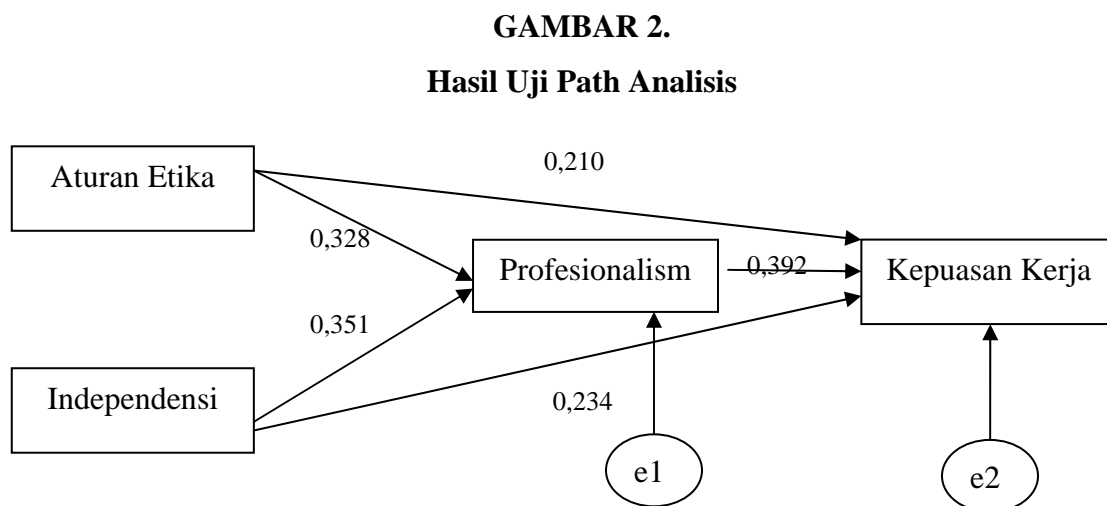 GAMBAR 2.
Hasil Uji Path Analisis
Aturan Etika
0,210
0,328
Profesionalism
0,392
Kepuasan Kerja
0,351
Independensi
0,234
e1
e2